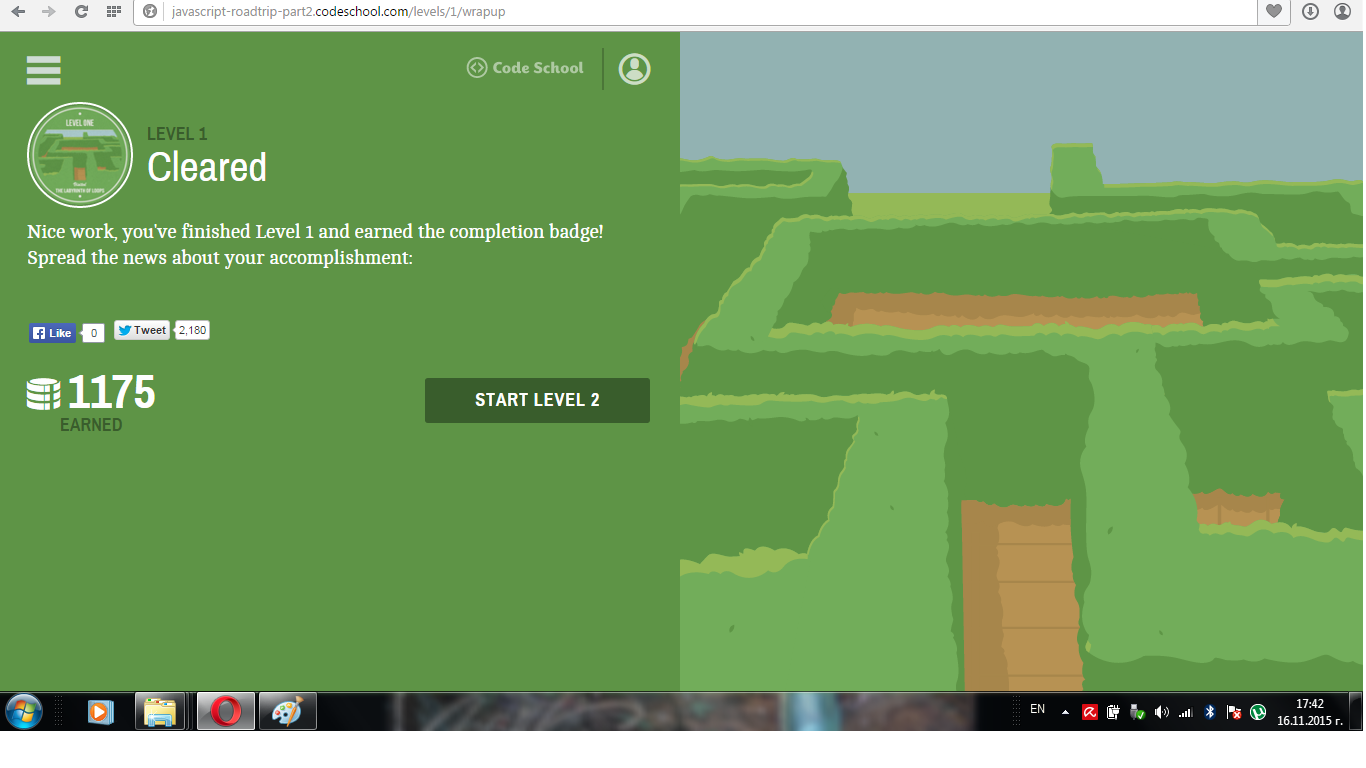 javascript-roadtrip-part2.codeschool.com/levels/1/wrapup
Code School
LEVEL ONE
THE LABYRINTH OF LOOPS
LEVEL 1
Cleared
Nice work, you've finished Level 1 and earned the completion badge!
Spread the news about your accomplishment:
Like 0 Tweet 2,180
1175
EARNED
START LEVEL 2
EN
17:42
16.11.2015 г.